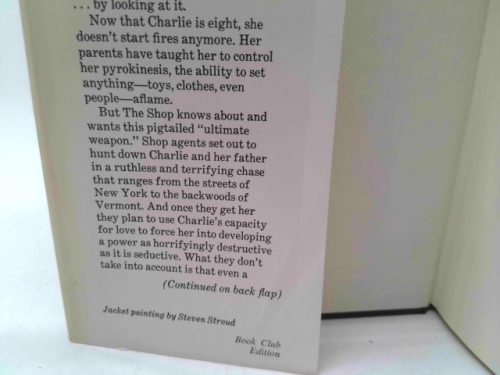 ... by looking at it.
Now that Charlie is eight, she
doesn't start fires anymore. Her
parents have taught her to control
her pyrokinesis, the ability to set
anything—toys, clothes, even
people—aflame.
But The Shop knows about and
wants this pigtailed "ultimate
weapon." Shop agents set out to
hunt down Charlie and her father
in a ruthless and terrifying chase
that ranges from the streets of
New York to the backwoods of
Vermont. And once they get her
they plan to use Charlie's capacity
for love to force her into developing
a power as horrifyingly destructive
as it is seductive. What they don't
take into account is that even a
(Continued on back flap)
Jacket painting by Steven Stroud
Book Club
Edition